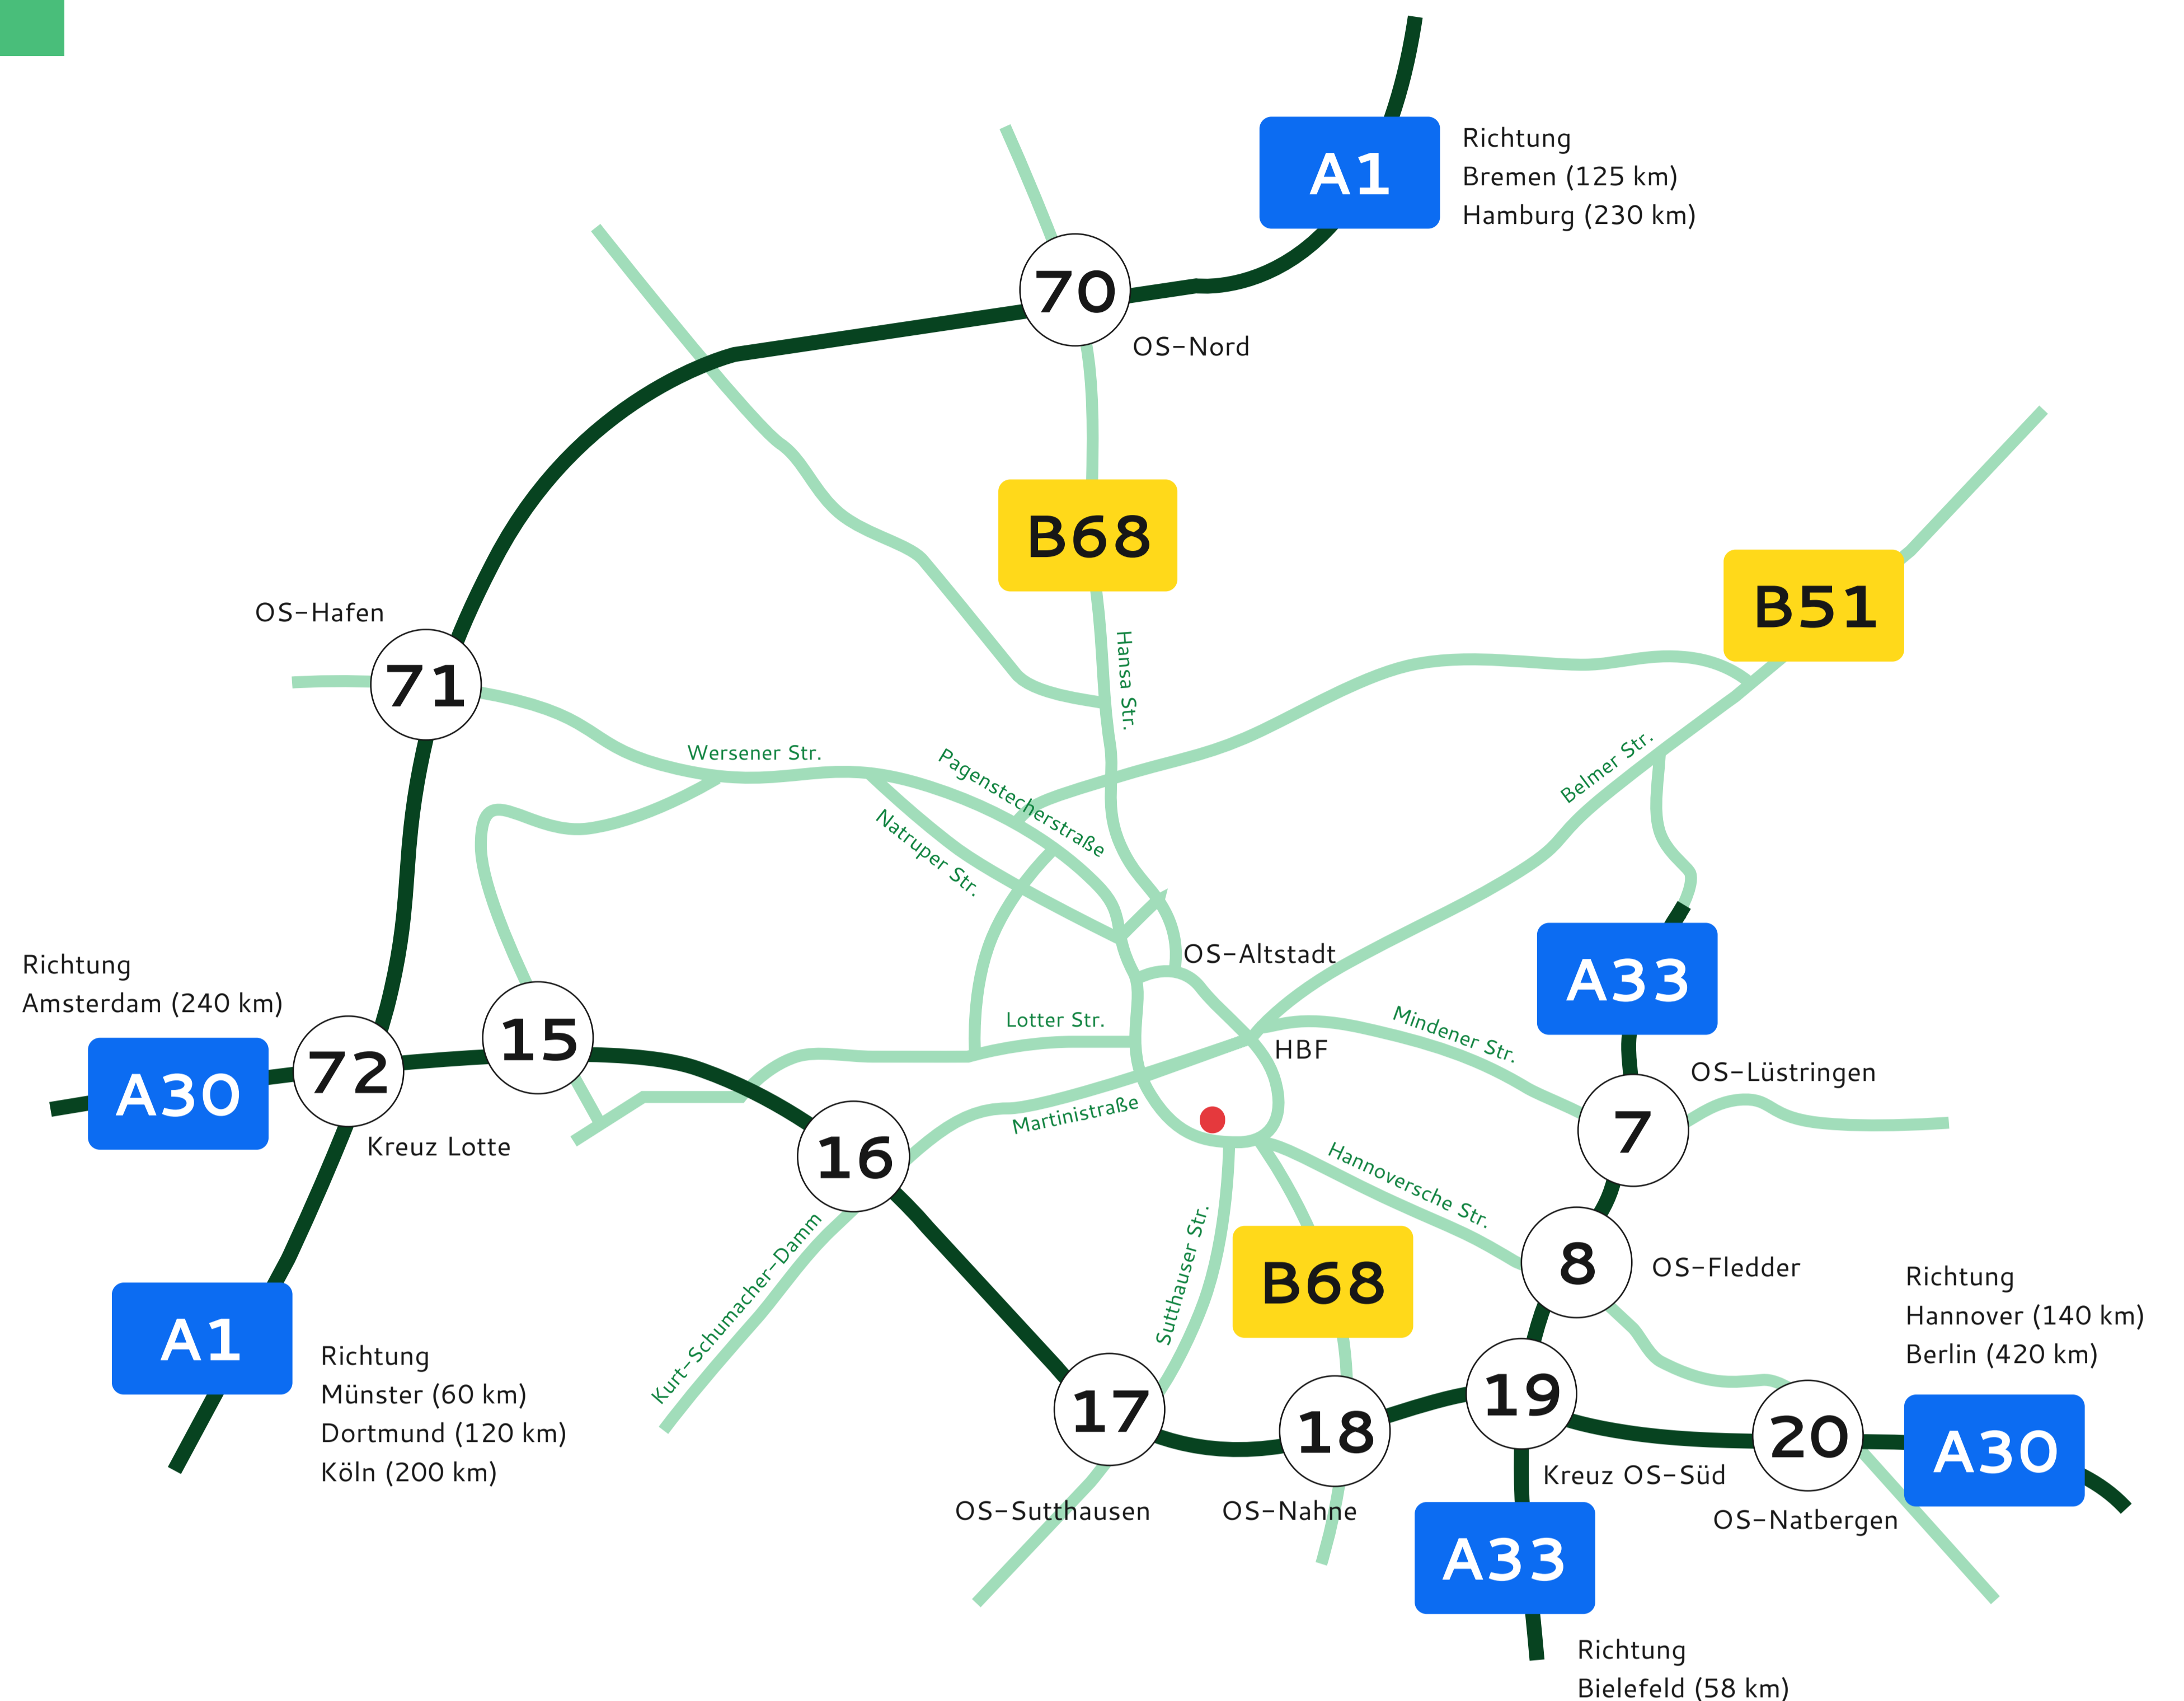 A1
Richtung
Bremen (125 km)
Hamburg (230 km)
70
OS-Nord
B68
B51
OS-Hafen
71
Hansa Str.
Wersener Str.
Pagenstecherstraße
Belmer Str.
Natruper Str.
OS-Altstadt
A33
Richtung
Amsterdam (240 km)
A30
72
15
Lotter Str.
HBF
Mindener Str.
OS-Lüstringen
7
Kreuz Lotte
16
Martinistraße
Hannoversche Str.
8
OS-Fledder
Kurt-Schumacher-Damm
Sutthauser Str.
B68
Richtung
Hannover (140 km)
Berlin (420 km)
A1
Richtung
Münster (60 km)
Dortmund (120 km)
Köln (200 km)
17
18
19
20
A30
Kreuz OS-Süd
OS-Sutthausen
OS-Nahne
OS-Natbergen
A33
Richtung
Bielefeld (58 km)